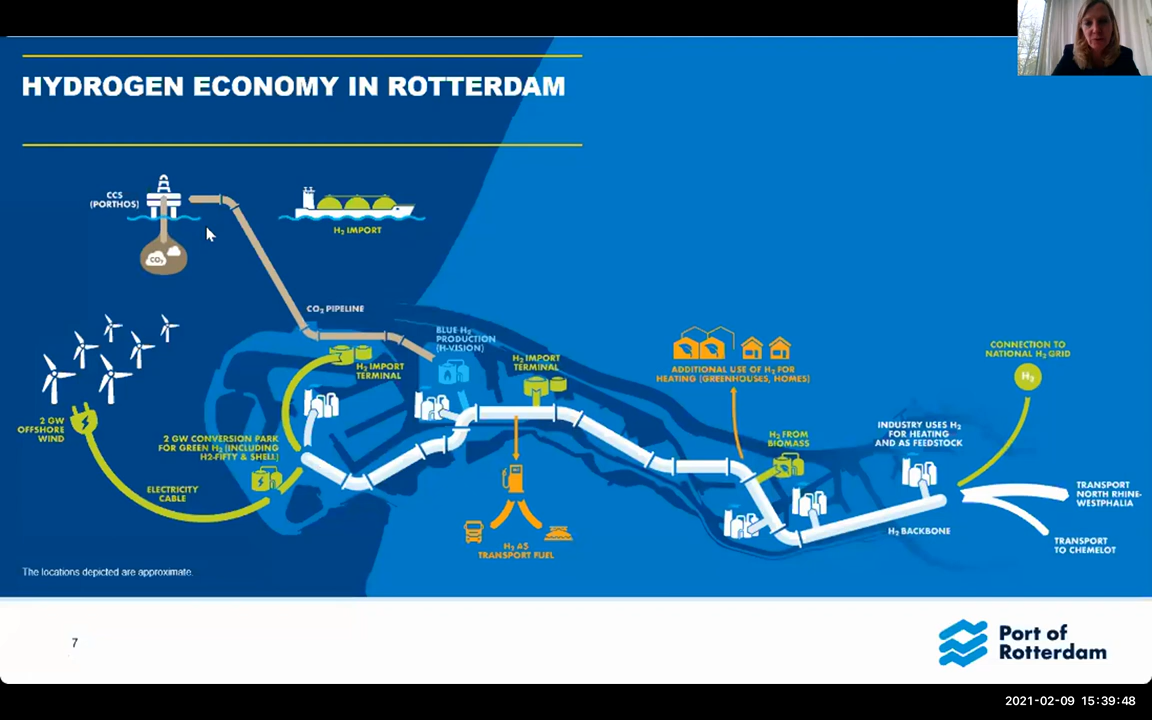 HYDROGEN ECONOMY IN ROTTERDAM
CCS
(PORTHOS)
CO₂
H₂ IMPORT
CO₂ PIPELINE
BLUE H₂
PRODUCTION
(H-VISION)
H₂ IMPORT
TERMINAL
H₂ IMPORT
TERMINAL
ADDITIONAL USE OF H₂ FOR
HEATING (GREENHOUSES, HOMES)
CONNECTION TO
NATIONAL H₂ GRID
H₂
2 GW
OFFSHORE
WIND
2 GW CONVERSION PARK
FOR GREEN H₂ (INCLUDING
H2-FIFTY & SHELL)
ELECTRICITY
CABLE
H₂ FROM
BIOMASS
INDUSTRY USES H₂
FOR HEATING
AND AS FEEDSTOCK
H₂ BACKBONE
TRANSPORT
NORTH RHINE-
WESTPHALIA
TRANSPORT
TO CHEMELOT
H₂ AS
TRANSPORT FUEL
The locations depicted are approximate.
7
Port of
Rotterdam
2021-02-09 15:39:48